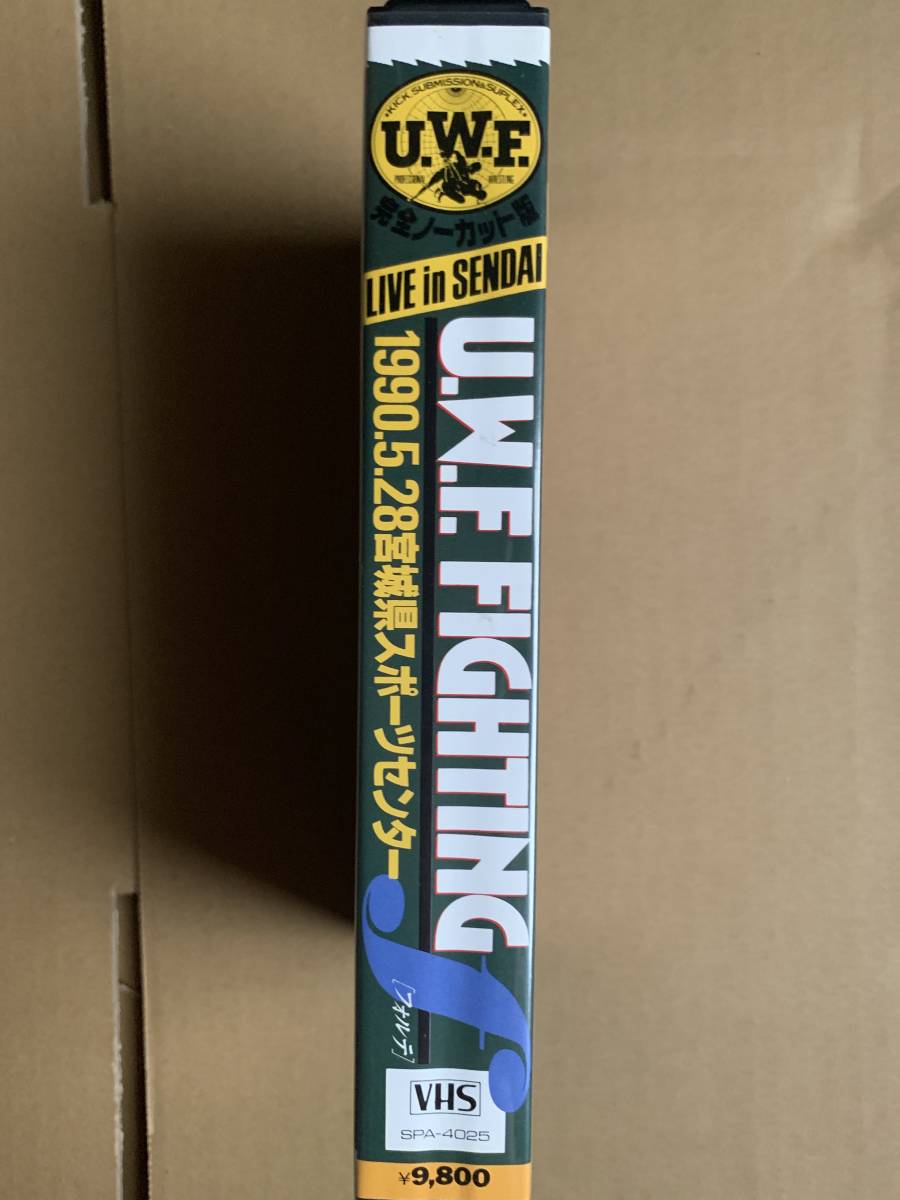 ・KICK, SUBMISSION & SUPLEX・
U.W.F.
PROFESSIONAL WRESTLING
完全ノーカット版
LIVE in SENDAI
U.W.F. FIGHTING
1990.5.28宮城県スポーツセンター
f
[フォルテ]
VHS
SPA-4025
¥9,800